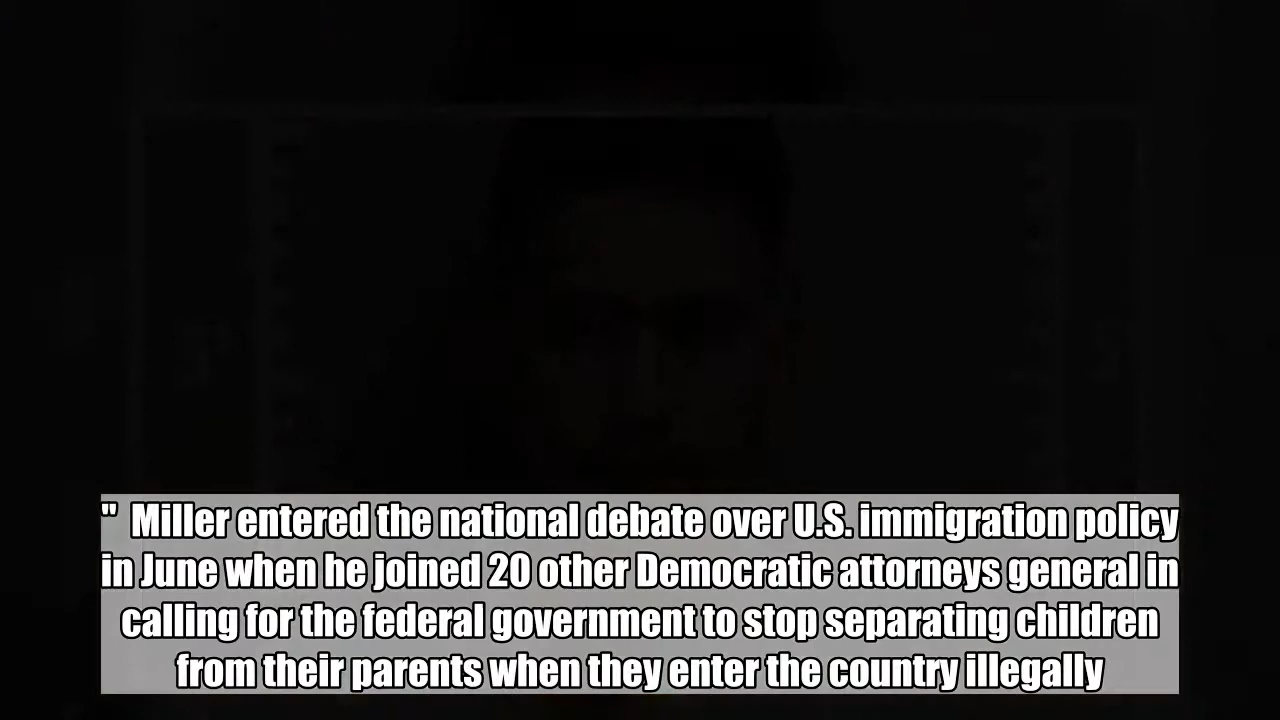 "  Miller entered the national debate over U.S. immigration policy
in June when he joined 20 other Democratic attorneys general in
calling for the federal government to stop separating children
from their parents when they enter the country illegally